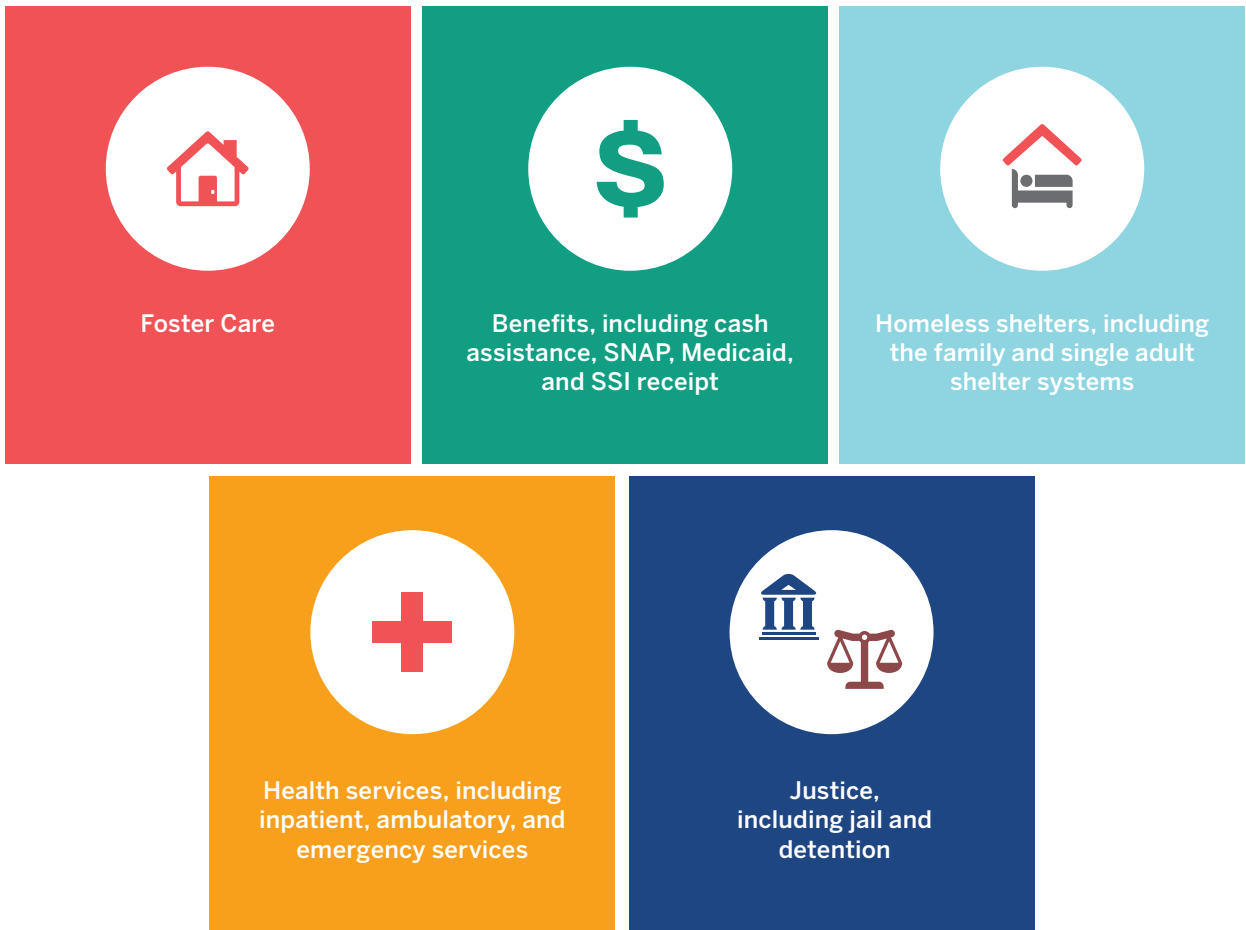 Foster Care
Benefits, including cash
assistance, SNAP, Medicaid,
and SSI receipt
Homeless shelters, including
the family and single adult
shelter systems
Health services, including
inpatient, ambulatory, and
emergency services
Justice,
including jail and
detention